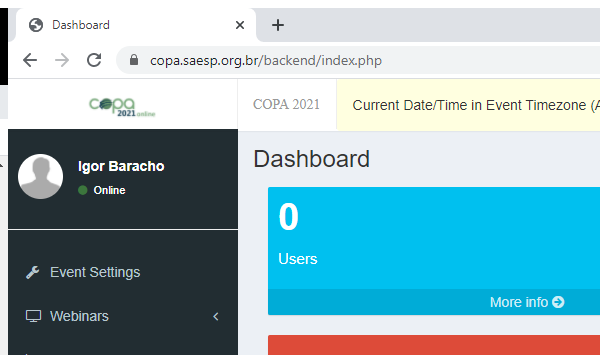 Dashboard
copa.saesp.org.br/backend/index.php
copa
2021 online
COPA 2021
Current Date/Time in Event Timezone (A
Igor Baracho
Online
Dashboard
0
Users
More info
Event Settings
Webinars